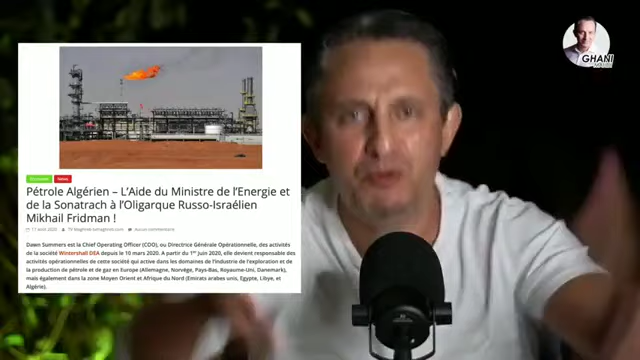 GHANI
Pétrole Algérien – L'Aide du Ministre de l'Energie et
de la Sonatrach à l'Oligarque Russo-Israélien
Mikhail Fridman !
Dawn Summers est la Chief Operating Officer (COO), ou Directrice Générale Opérationnelle, des activités
de la société Wintershall DEA depuis le 10 mars 2020. A partir du 1er juin 2020, elle devient responsable des
activités opérationnelles de cette société qui active dans les domaines de l'industrie de l'exploration et de
la production de pétrole et de gaz en Europe (Allemagne, Norvège, Pays-Bas, Royaume-Uni, Danemark),
mais également dans la zone Moyen Orient et Afrique du Nord (Emirats arabes unis, Egypte, Libye, et
Algérie).